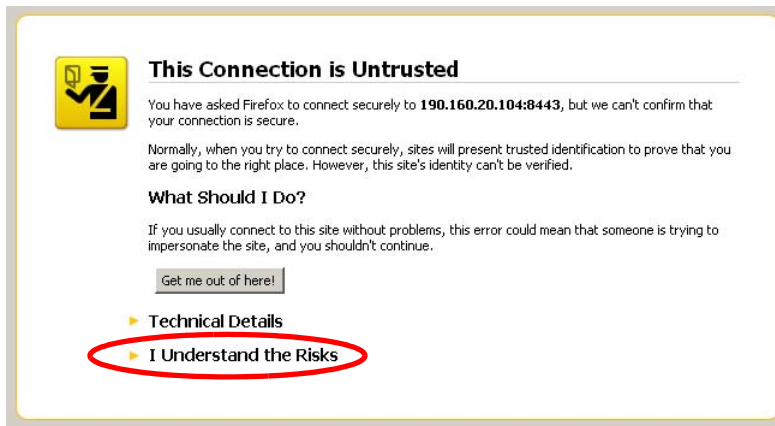 This Connection is Untrusted
You have asked Firefox to connect securely to 190.160.20.104:8443, but we can't confirm that
your connection is secure.
Normally, when you try to connect securely, sites will present trusted identification to prove that you
are going to the right place. However, this site's identity can't be verified.
What Should I Do?
If you usually connect to this site without problems, this error could mean that someone is trying to
impersonate the site, and you shouldn't continue.
Get me out of here!
Technical Details
I Understand the Risks